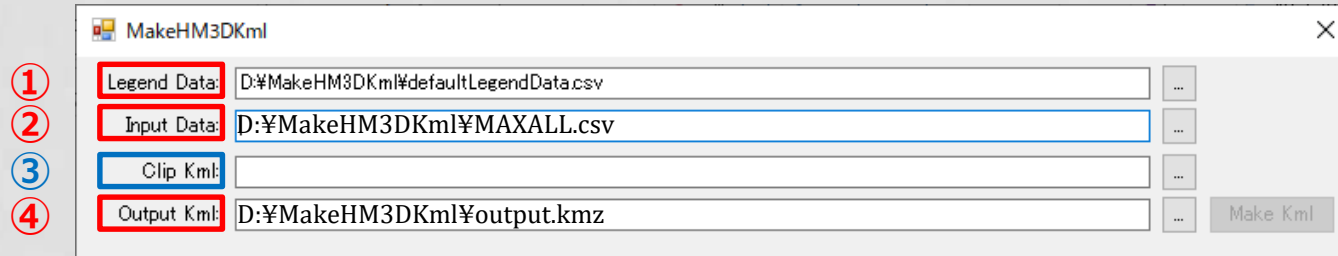 MakeHM3DKml
① Legend Data: D:¥MakeHM3DKml¥defaultLegendData.csv ...
② Input Data: D:¥MakeHM3DKml¥MAXALL.csv ...
③ Clip Kml: ...
④ Output Kml: D:¥MakeHM3DKml¥output.kmz ... Make Kml